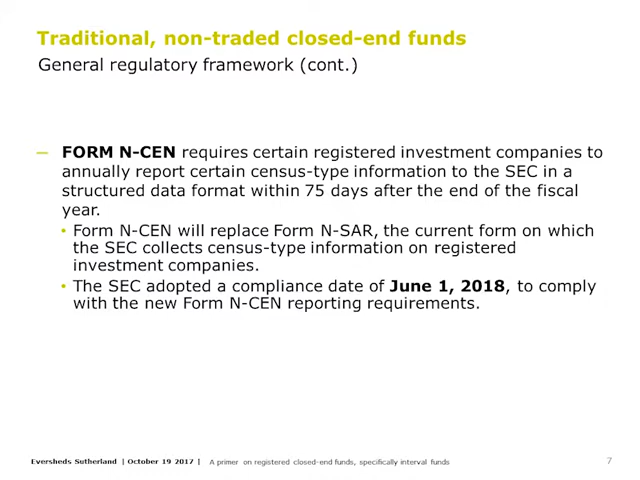 Traditional, non-traded closed-end funds
General regulatory framework (cont.)
– FORM N-CEN requires certain registered investment companies to
annually report certain census-type information to the SEC in a
structured data format within 75 days after the end of the fiscal
year.
• Form N-CEN will replace Form N-SAR, the current form on which
the SEC collects census-type information on registered
investment companies.
• The SEC adopted a compliance date of June 1, 2018, to comply
with the new Form N-CEN reporting requirements.
Eversheds Sutherland | October 19 2017 | A primer on registered closed-end funds, specifically interval funds 7